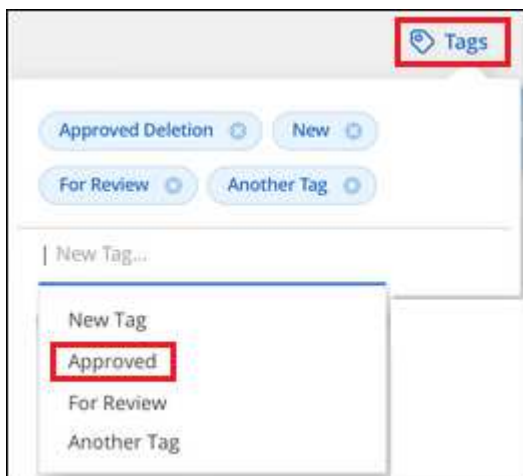 Tags
Approved Deletion New
For Review Another Tag
New Tag...
New Tag
Approved
For Review
Another Tag